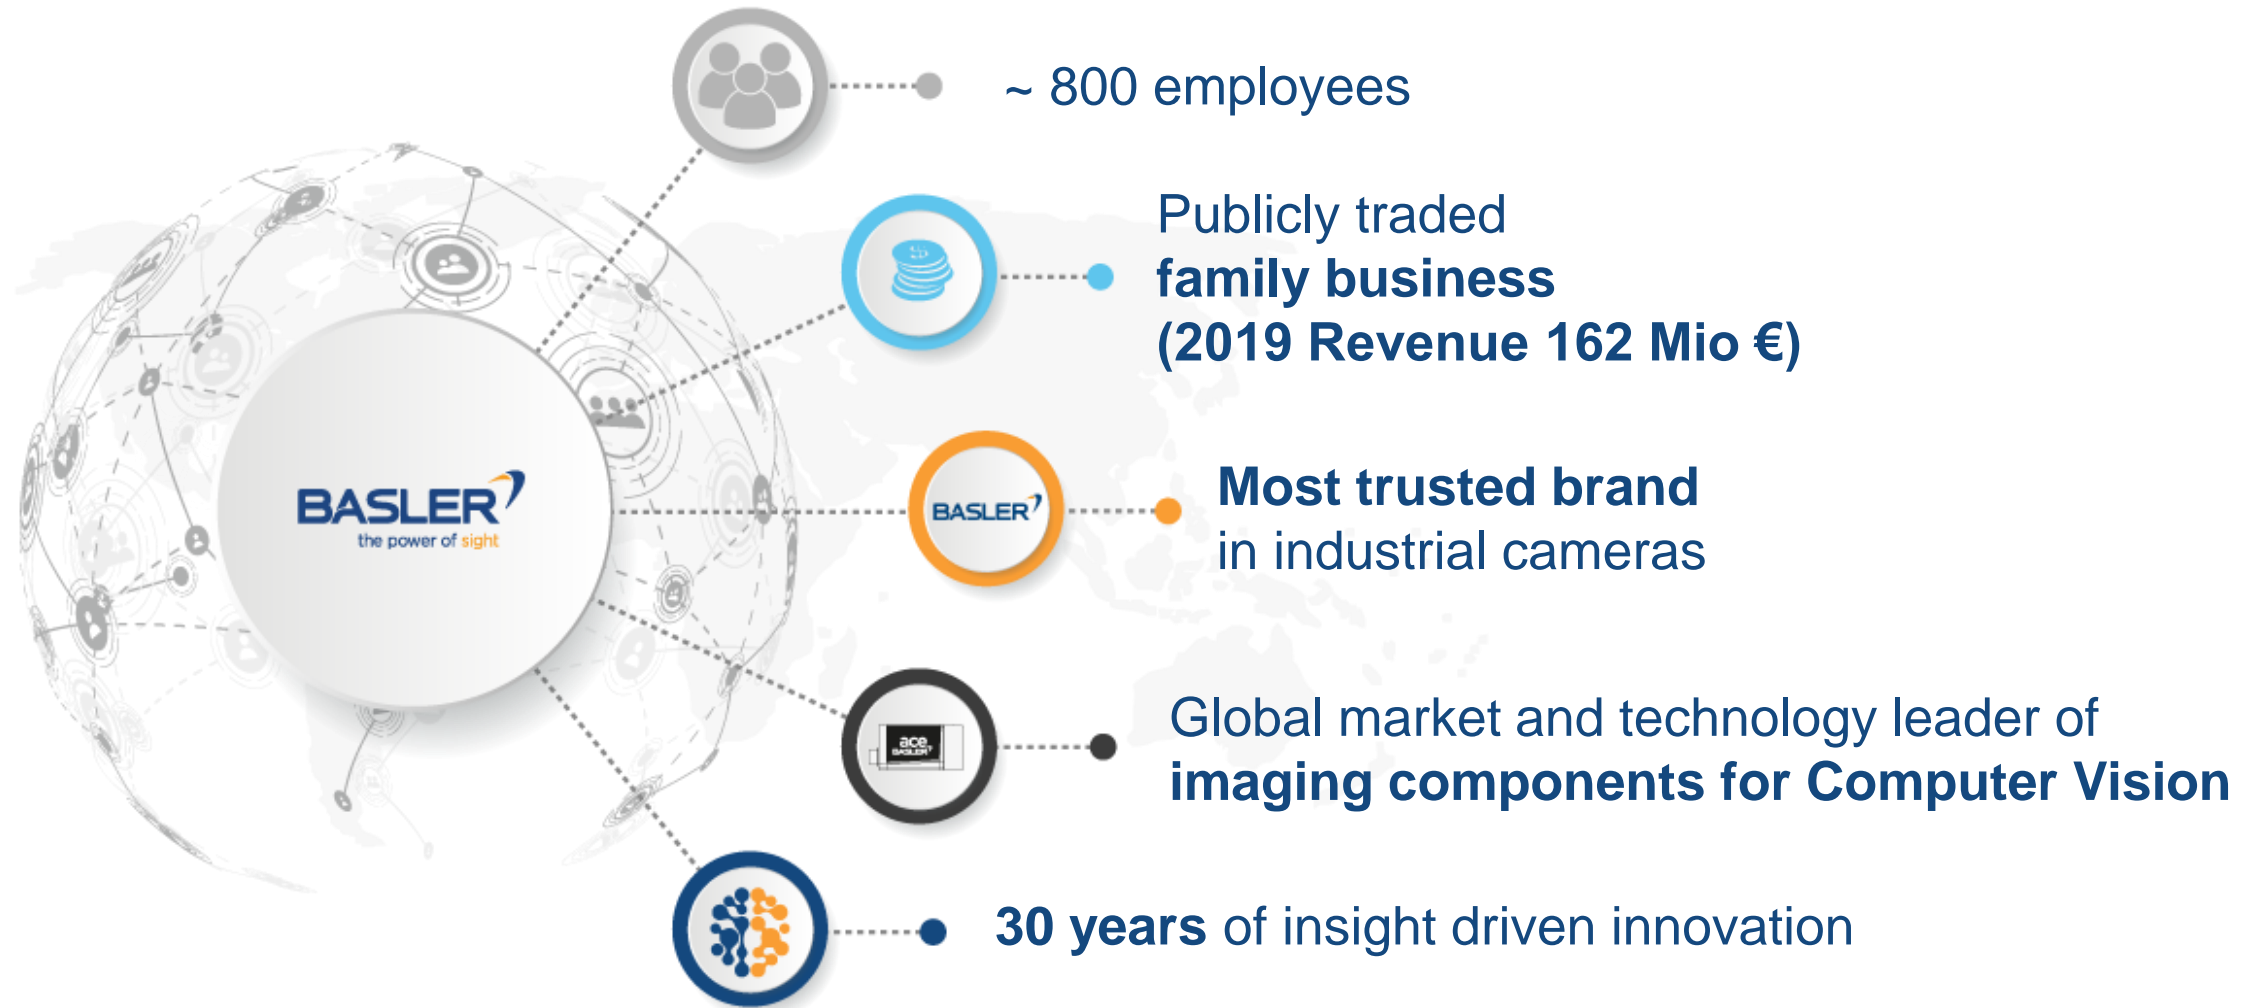 ~ 800 employees
Publicly traded
family business
(2019 Revenue 162 Mio €)
BASLER
the power of sight
BASLER
Most trusted brand
in industrial cameras
ace
BASLER
Global market and technology leader of
imaging components for Computer Vision
30 years of insight driven innovation